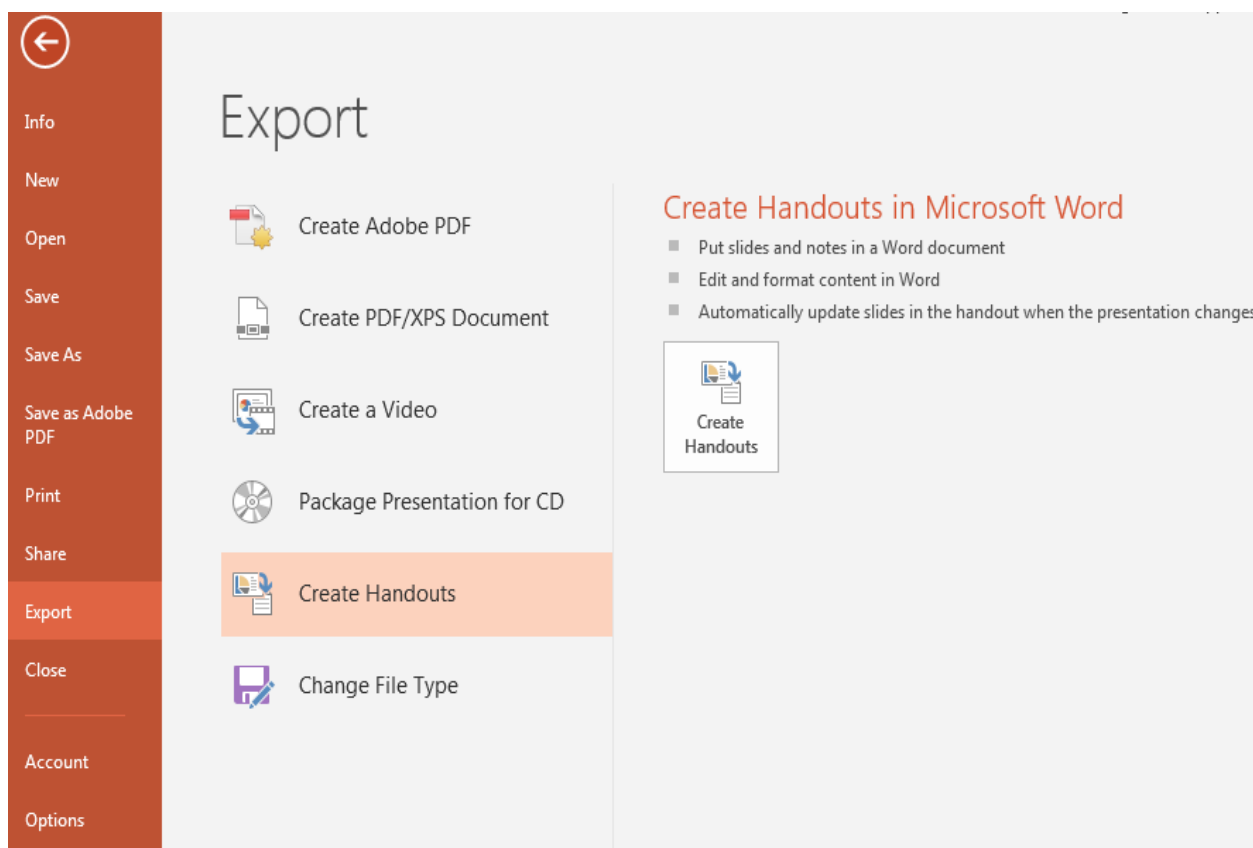 Info
New
Open
Save
Save As
Save as Adobe
PDF
Print
Share
Export
Close
Account
Options
Export
Create Adobe PDF
Create PDF/XPS Document
Create a Video
Package Presentation for CD
Create Handouts
Change File Type
Create Handouts in Microsoft Word
Put slides and notes in a Word document
Edit and format content in Word
Automatically update slides in the handout when the presentation changes
Create
Handouts